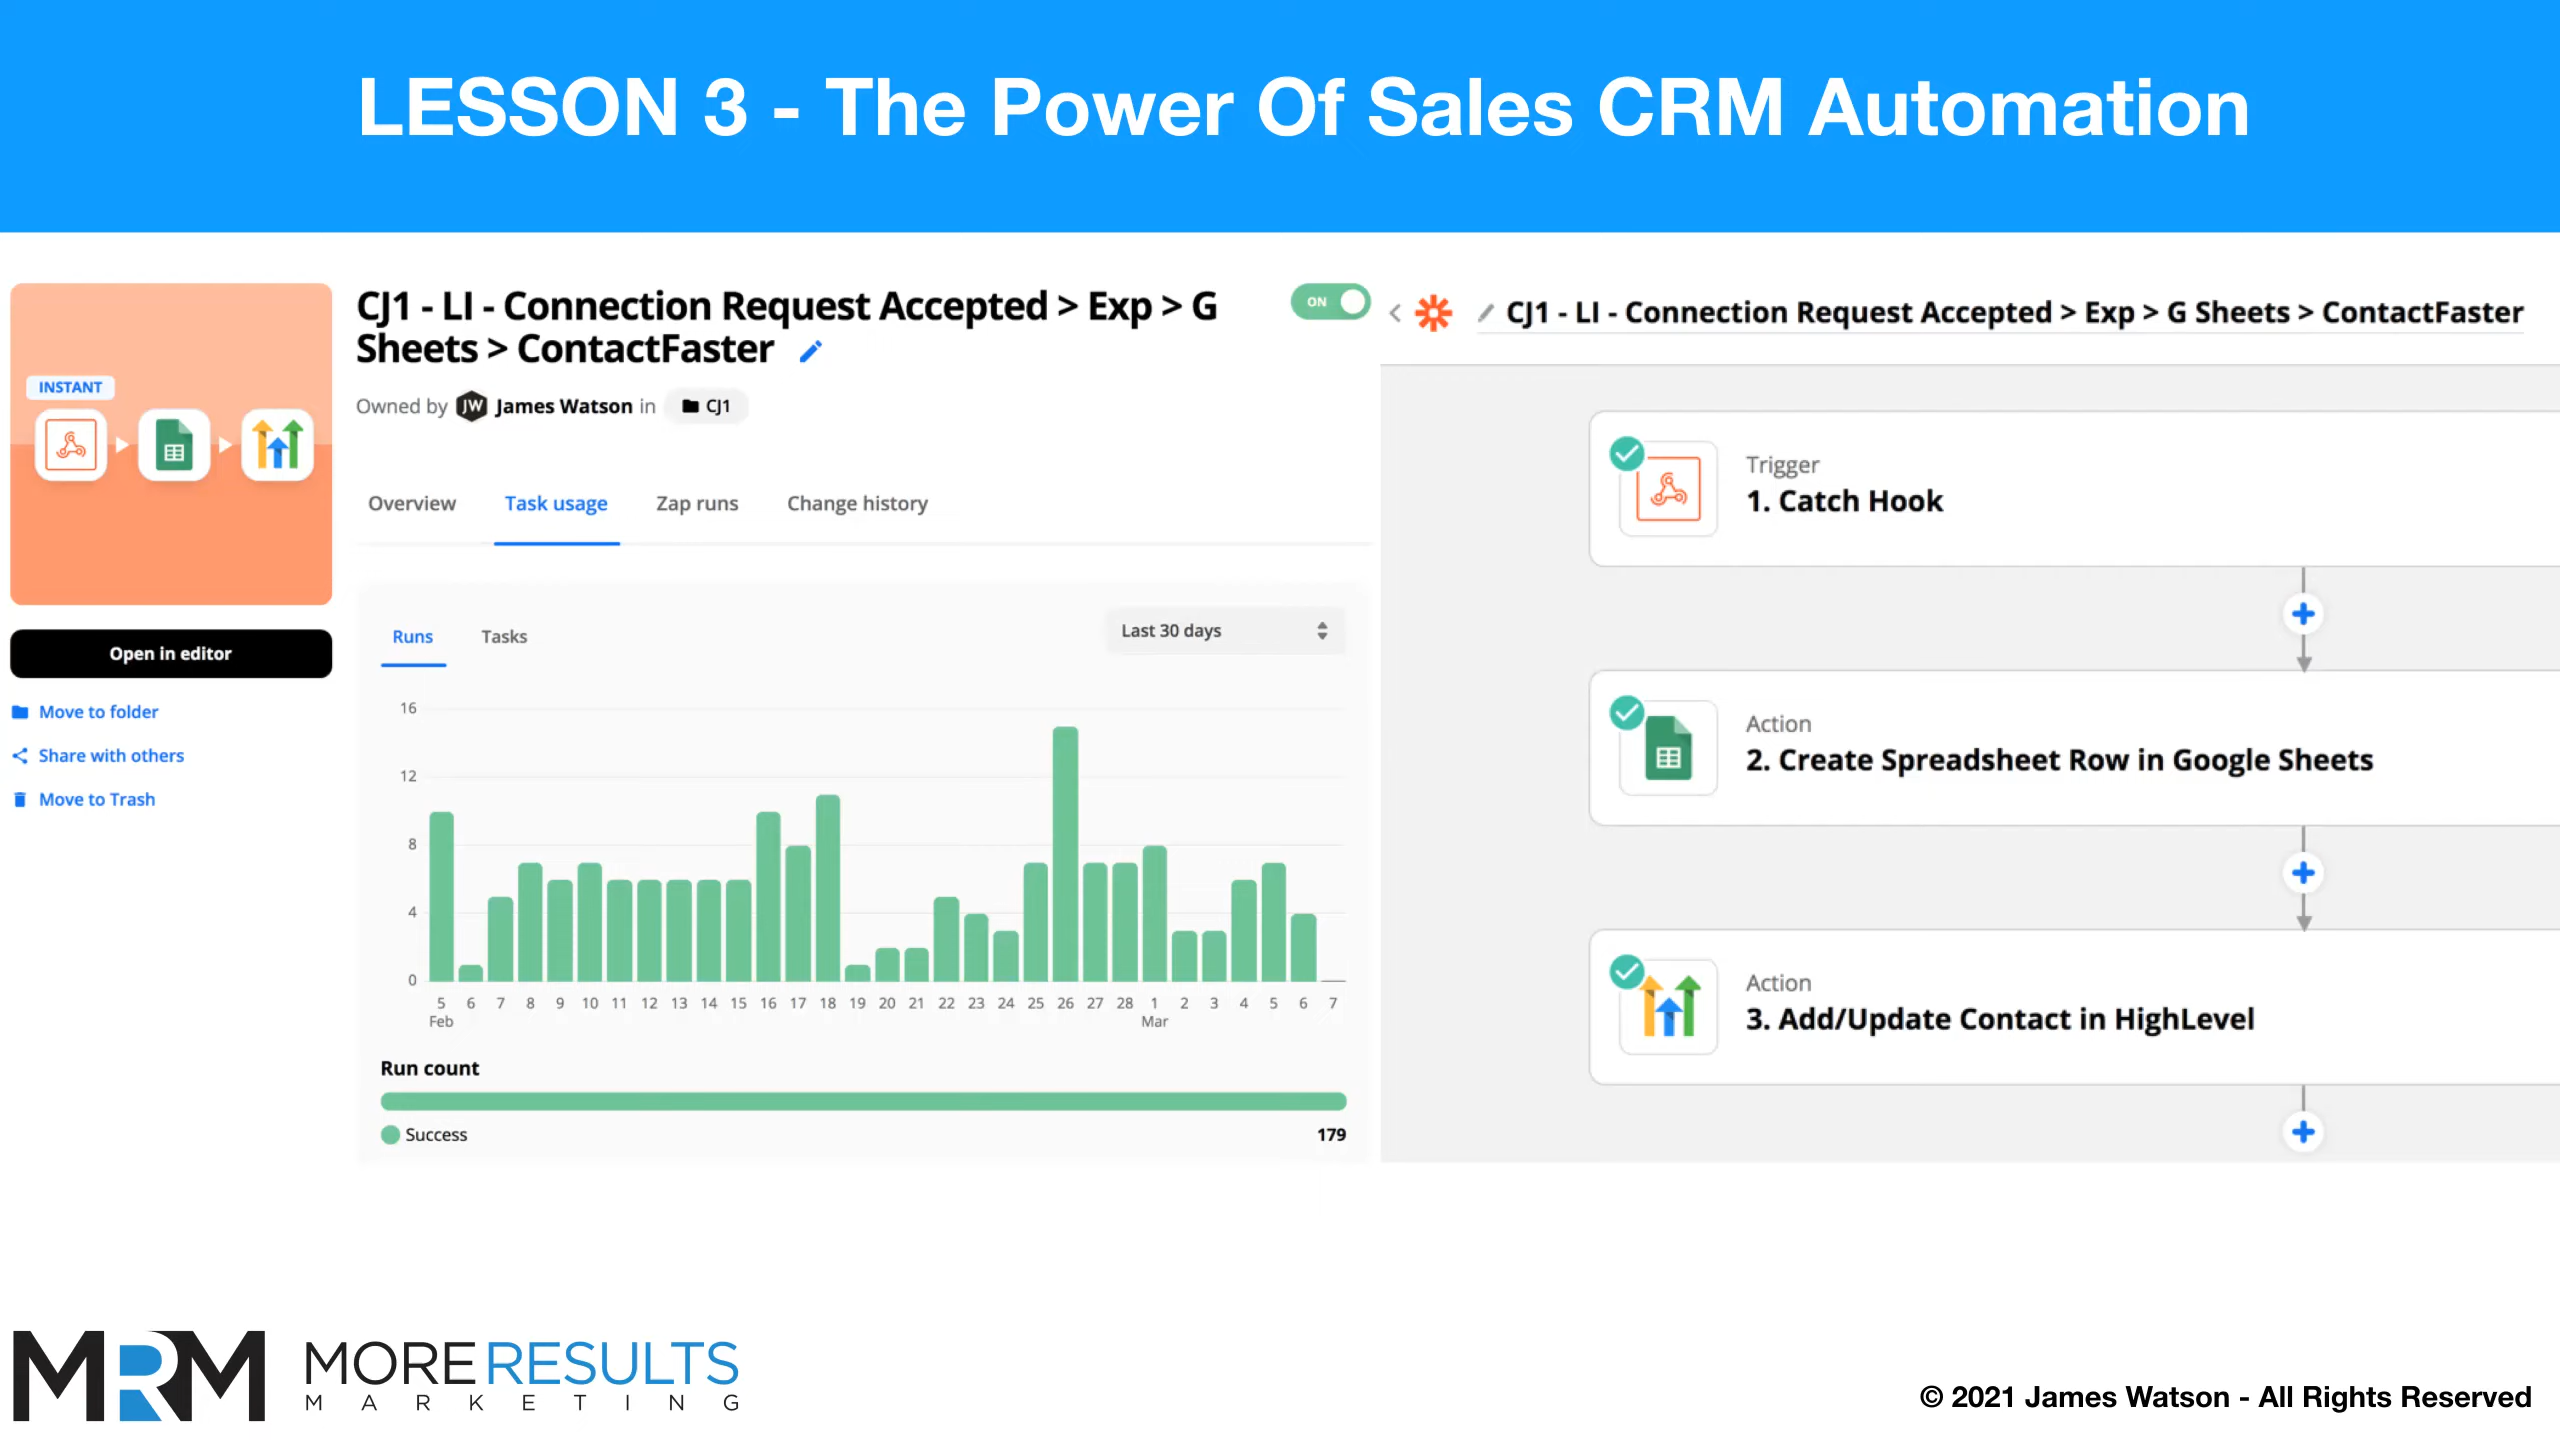 LESSON 3 - The Power Of Sales CRM Automation
INSTANT
Open in editor
Move to folder
Share with others
Move to Trash
CJ1 - LI - Connection Request Accepted > Exp > G
Sheets > ContactFaster
ON
Owned by JW James Watson in CJ1
Overview Task usage Zap runs Change history
Runs Tasks Last 30 days
16
12
8
4
0
5 6 7 8 9 10 11 12 13 14 15 16 17 18 19 20 21 22 23 24 25 26 27 28 1 2 3 4 5 6 7
Feb Mar
Run count
Success 179
CJ1 - LI - Connection Request Accepted > Exp > G Sheets > ContactFaster
Trigger
1. Catch Hook
Action
2. Create Spreadsheet Row in Google Sheets
Action
3. Add/Update Contact in HighLevel
MRM MORE RESULTS
MARKETING
© 2021 James Watson - All Rights Reserved